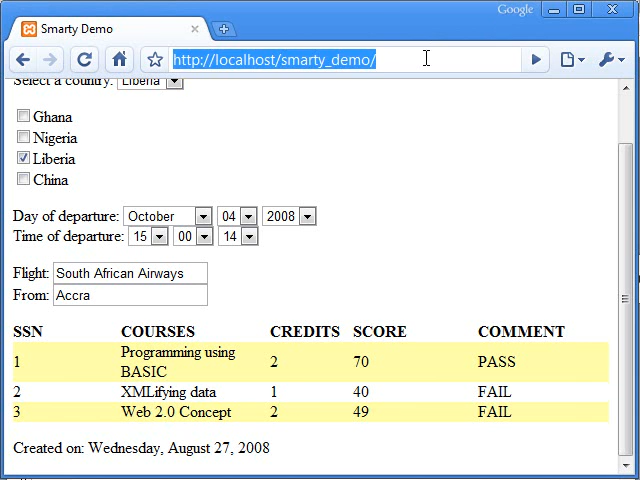 Google
Smarty Demo
http://localhost/smarty_demo/
Select a country: Liberia
Ghana
Nigeria
Liberia
China
Day of departure: October 04 2008
Time of departure: 15 00 14
Flight: South African Airways
From: Accra
SSN COURSES CREDITS SCORE COMMENT
1 Programming using BASIC 2 70 PASS
2 XMLifying data 1 40 FAIL
3 Web 2.0 Concept 2 49 FAIL
Created on: Wednesday, August 27, 2008